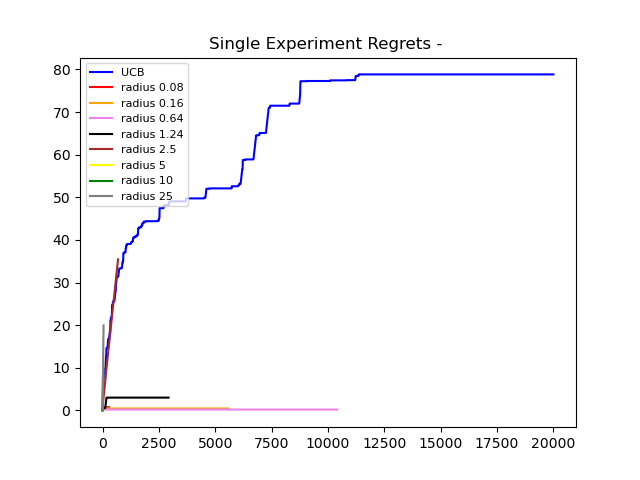 Single Experiment Regrets -
80
70
60
50
40
30
20
10
0
UCB
radius 0.08
radius 0.16
radius 0.64
radius 1.24
radius 2.5
radius 5
radius 10
radius 25
0 2500 5000 7500 10000 12500 15000 17500 20000